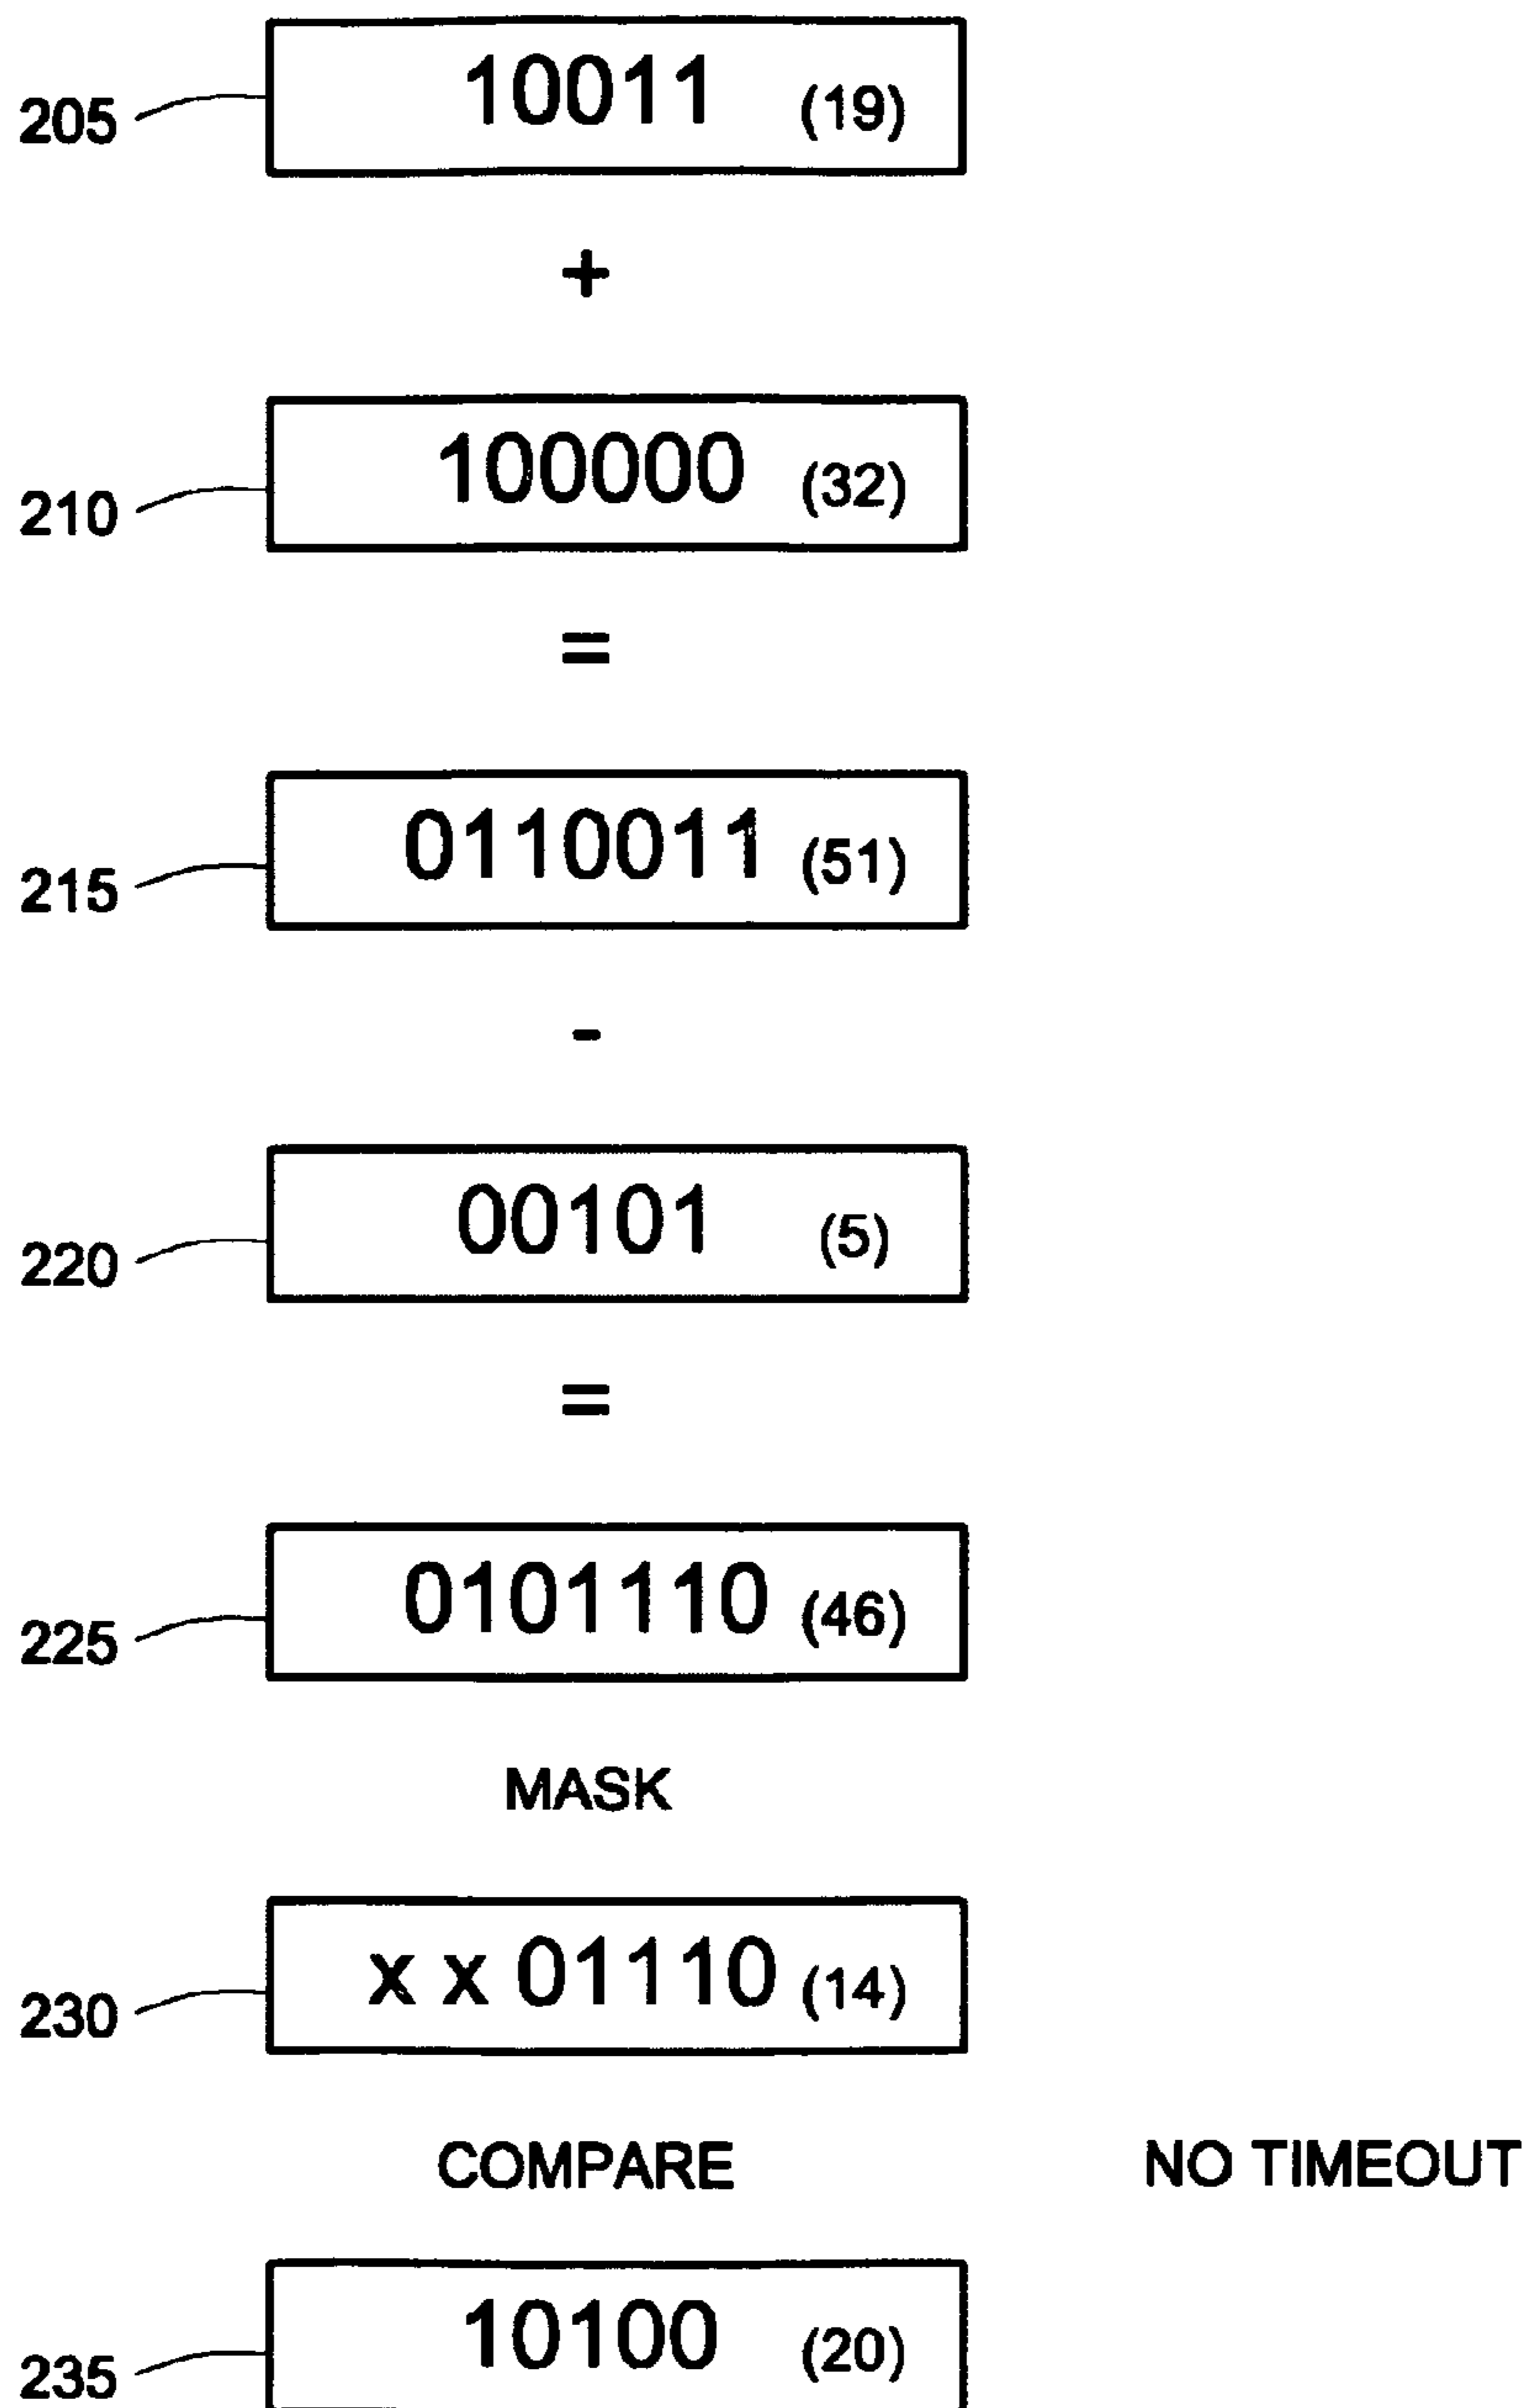 205 10011 (19)
+
210 100000 (32)
=
215 0110011 (51)
-
220 00101 (5)
=
225 0101110 (46)
MASK
230 x x 01110 (14)
COMPARE NO TIMEOUT
235 10100 (20)